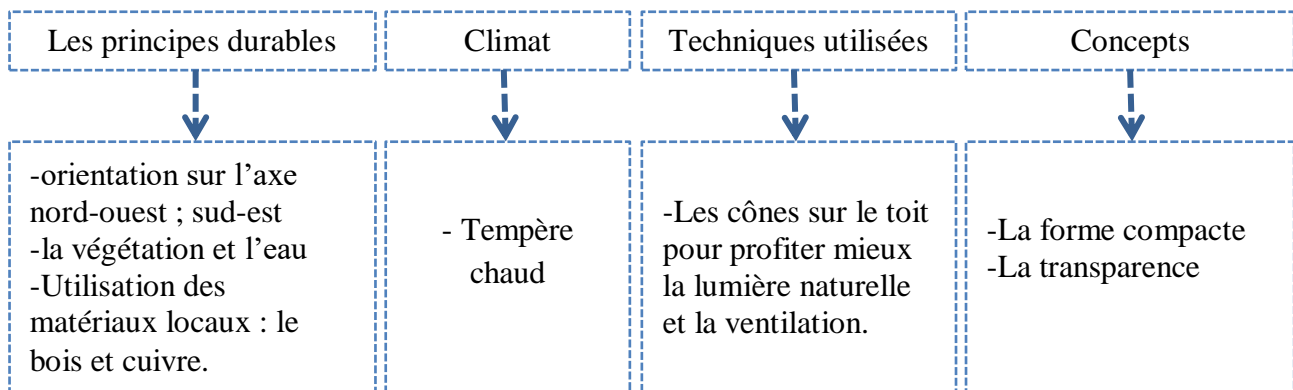 Les principes durables
Climat
Techniques utilisées
Concepts
-orientation sur l’axe
nord-ouest ; sud-est
-la végétation et l’eau
-Utilisation des
matériaux locaux : le
bois et cuivre.
- Tempère
chaud
-Les cônes sur le toit
pour profiter mieux
la lumière naturelle
et la ventilation.
-La forme compacte
-La transparence